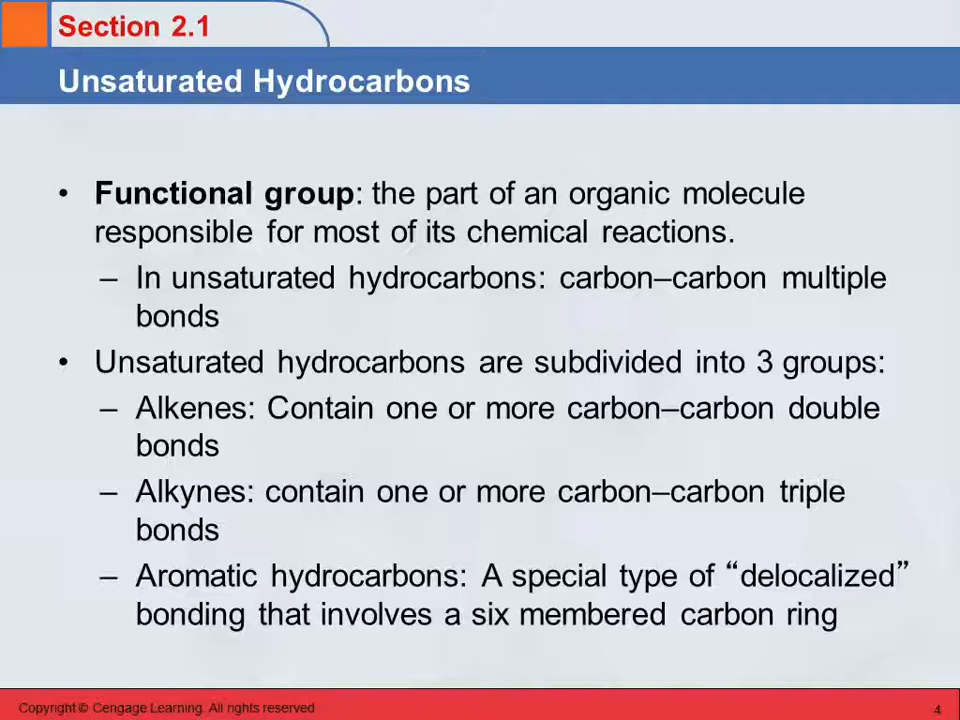 Section 2.1
Unsaturated Hydrocarbons
• Functional group: the part of an organic molecule
responsible for most of its chemical reactions.
– In unsaturated hydrocarbons: carbon–carbon multiple
bonds
• Unsaturated hydrocarbons are subdivided into 3 groups:
– Alkenes: Contain one or more carbon–carbon double
bonds
– Alkynes: contain one or more carbon–carbon triple
bonds
– Aromatic hydrocarbons: A special type of “delocalized”
bonding that involves a six membered carbon ring
Copyright © Cengage Learning. All rights reserved
4